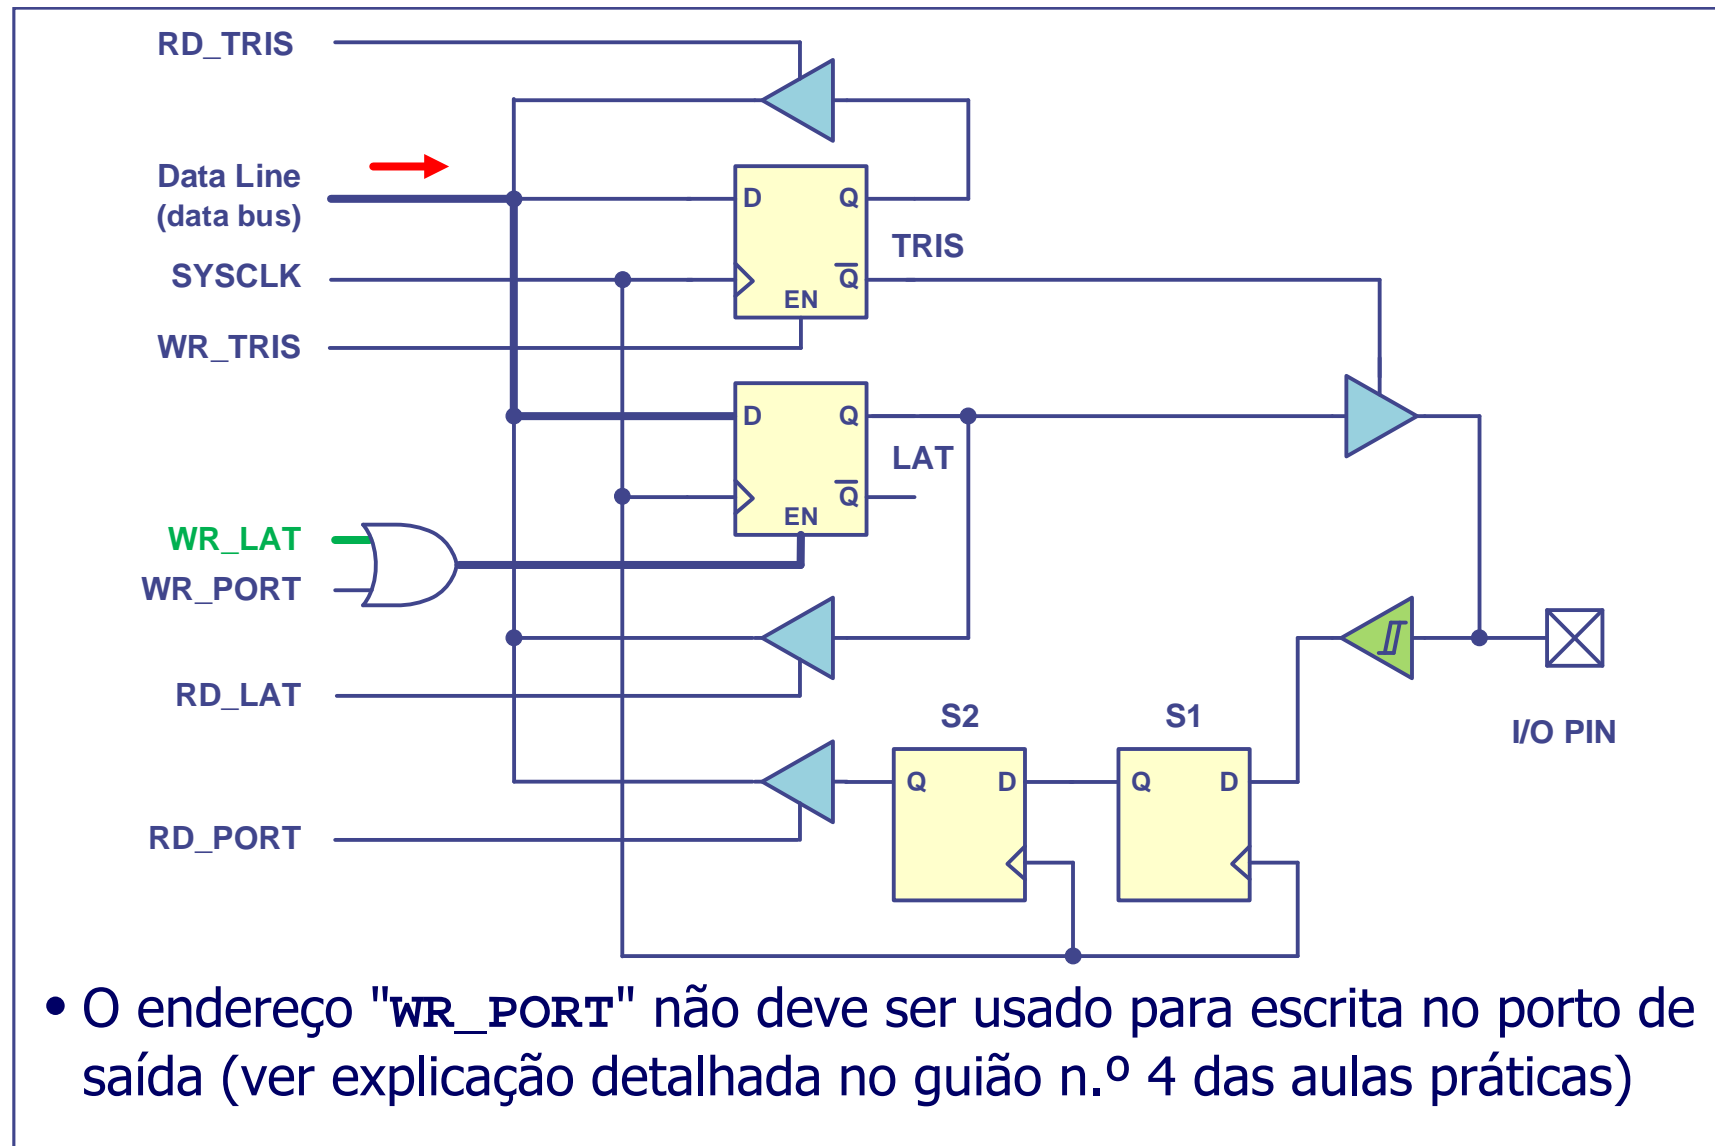 RD_TRIS
Data Line
(data bus)
D
Q
TRIS
SYSCLK
Q
EN
WR_TRIS
D
Q
LAT
Q
EN
WR_LAT
WR_PORT
RD_LAT
S2
S1
I/O PIN
Q
D
Q
D
RD_PORT
• O endereço "WR_PORT" não deve ser usado para escrita no porto de
saída (ver explicação detalhada no guião n.º 4 das aulas práticas)